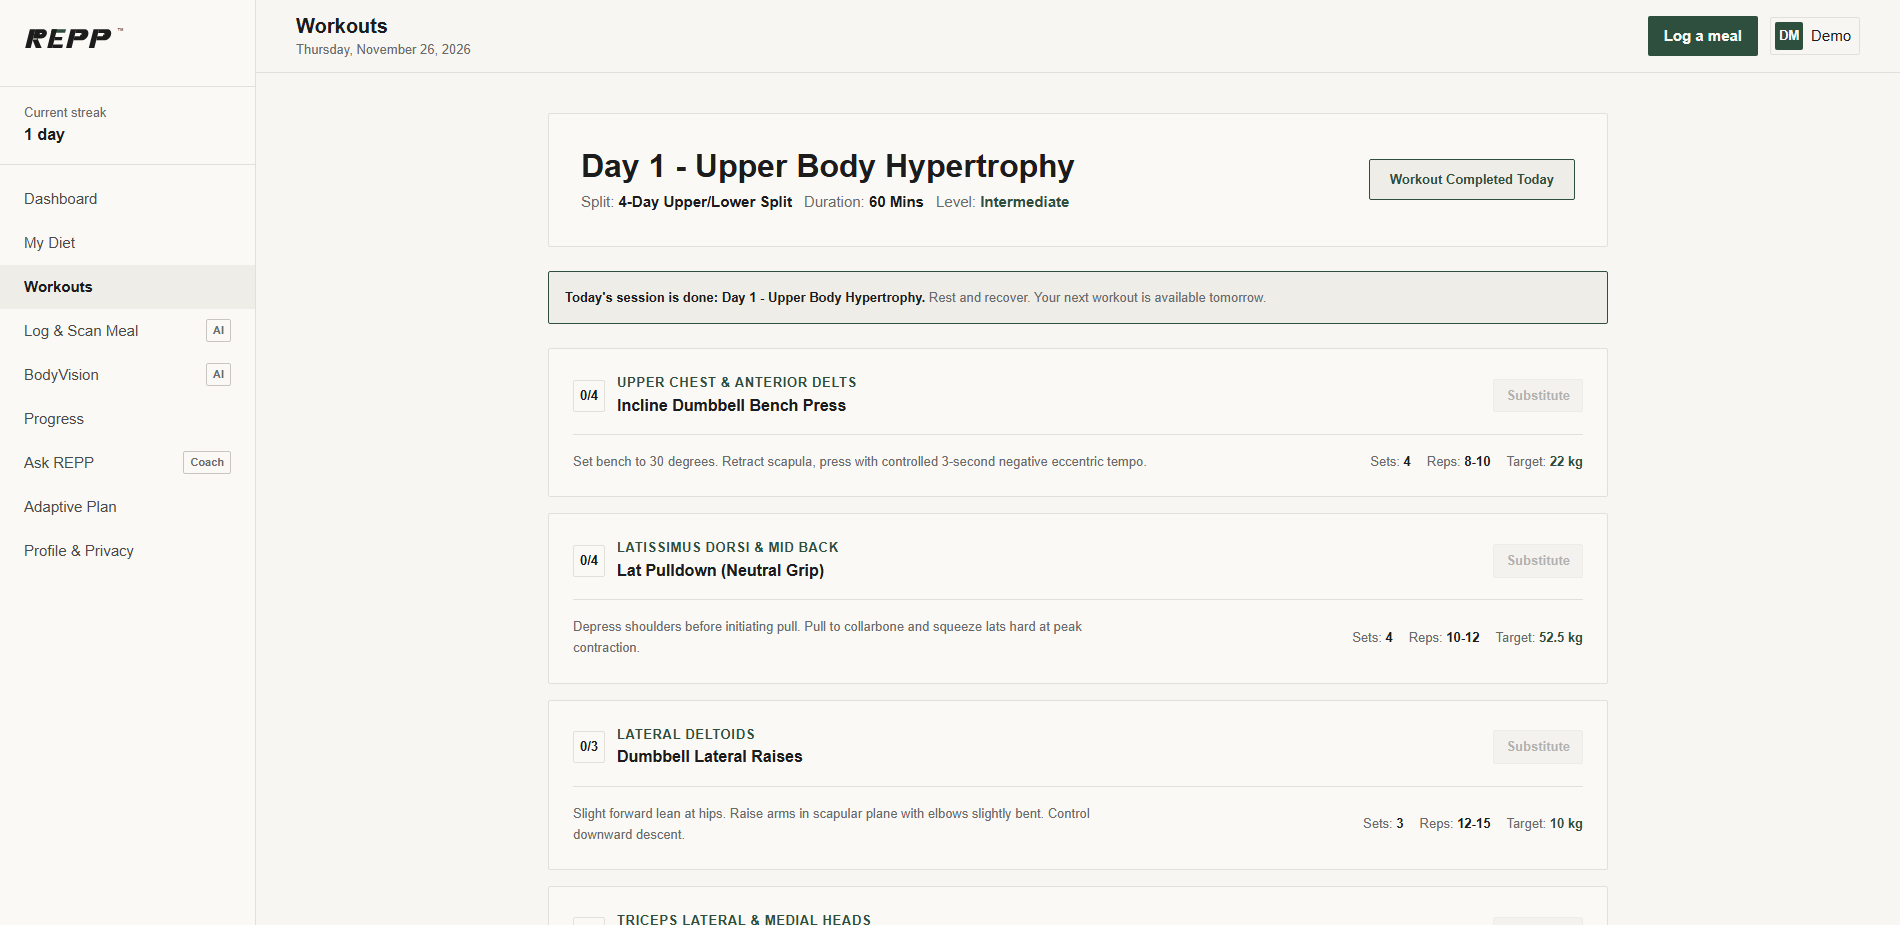 REPP™
Current streak
1 day
Dashboard
My Diet
Workouts
Log & Scan Meal AI
BodyVision AI
Progress
Ask REPP Coach
Adaptive Plan
Profile & Privacy
Workouts
Thursday, November 26, 2026
Log a meal
DM Demo
Day 1 - Upper Body Hypertrophy
Split: 4-Day Upper/Lower Split Duration: 60 Mins Level: Intermediate
Workout Completed Today
Today's session is done: Day 1 - Upper Body Hypertrophy. Rest and recover. Your next workout is available tomorrow.
0/4
UPPER CHEST & ANTERIOR DELTS
Incline Dumbbell Bench Press
Substitute
Set bench to 30 degrees. Retract scapula, press with controlled 3-second negative eccentric tempo.
Sets: 4 Reps: 8-10 Target: 22 kg
0/4
LATISSIMUS DORSI & MID BACK
Lat Pulldown (Neutral Grip)
Substitute
Depress shoulders before initiating pull. Pull to collarbone and squeeze lats hard at peak
contraction.
Sets: 4 Reps: 10-12 Target: 52.5 kg
0/3
LATERAL DELTOIDS
Dumbbell Lateral Raises
Substitute
Slight forward lean at hips. Raise arms in scapular plane with elbows slightly bent. Control
downward descent.
Sets: 3 Reps: 12-15 Target: 10 kg
TRICEPS LATERAL & MEDIAL HEADS